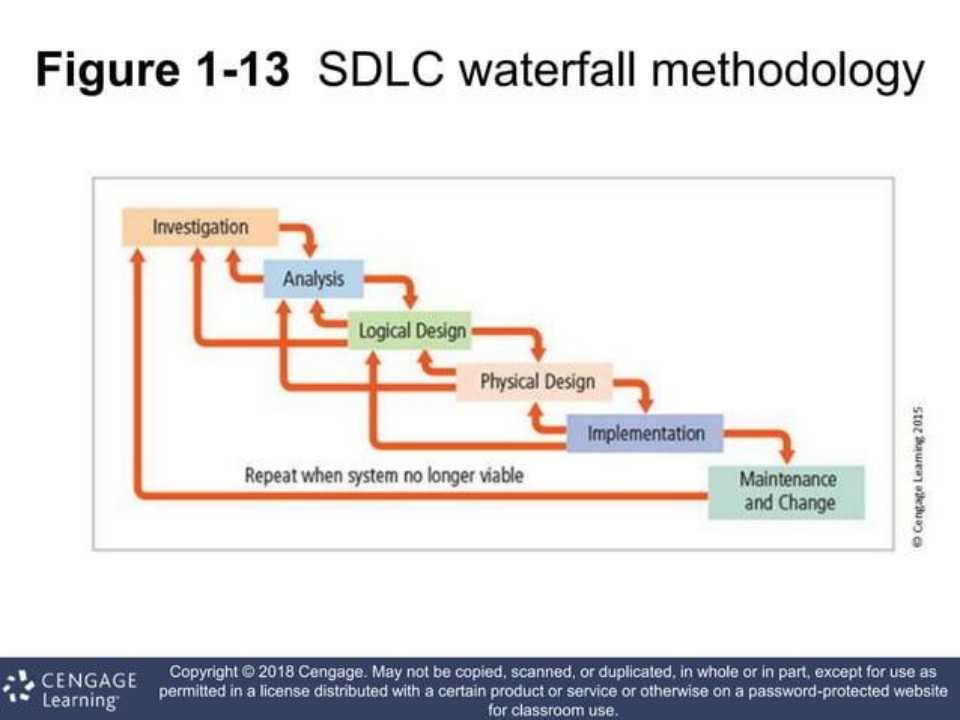 Figure 1-13 SDLC waterfall methodology
Investigation
Analysis
Logical Design
Physical Design
Implementation
Repeat when system no longer viable
Maintenance
and Change
© Cengage Learning 2015
CENGAGE
Learning
Copyright © 2018 Cengage. May not be copied, scanned, or duplicated, in whole or in part, except for use as
permitted in a license distributed with a certain product or service or otherwise on a password-protected website
for classroom use.